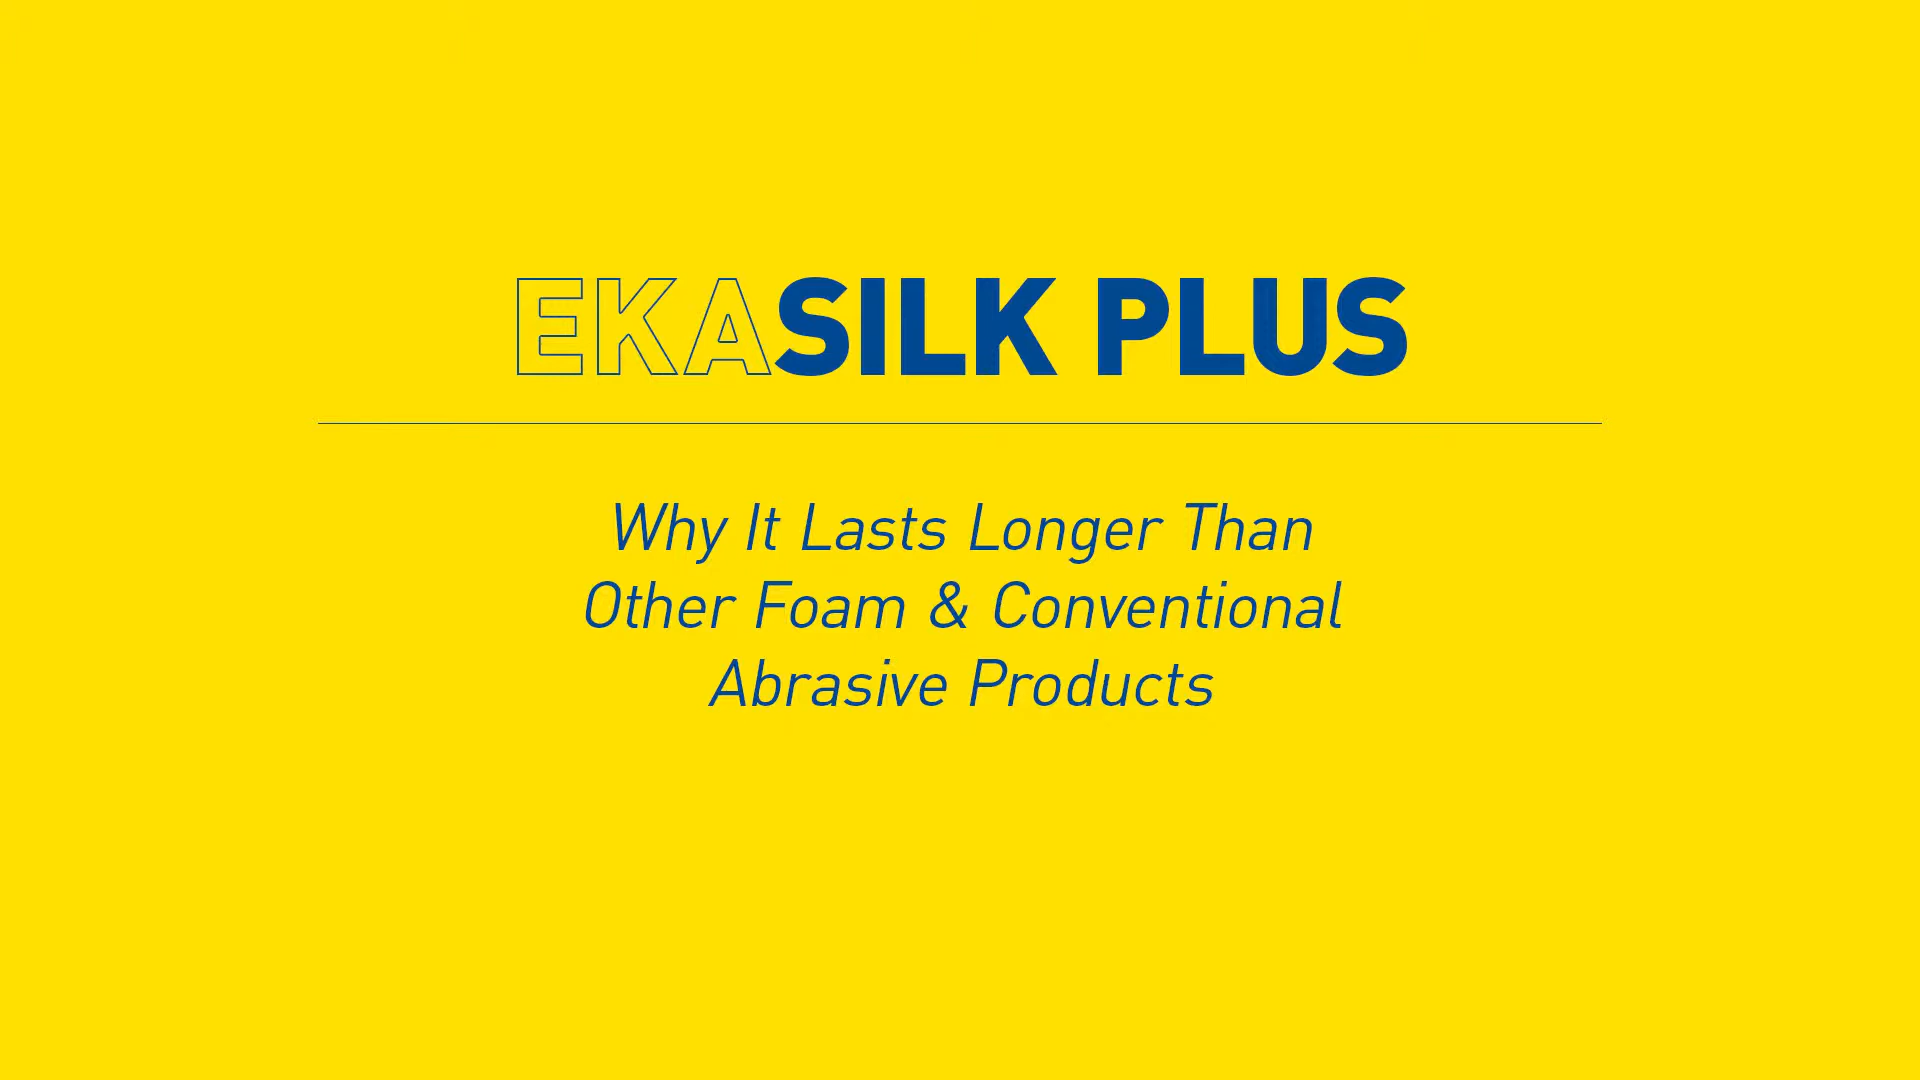 EKASILK PLUS
Why It Lasts Longer Than
Other Foam & Conventional
Abrasive Products